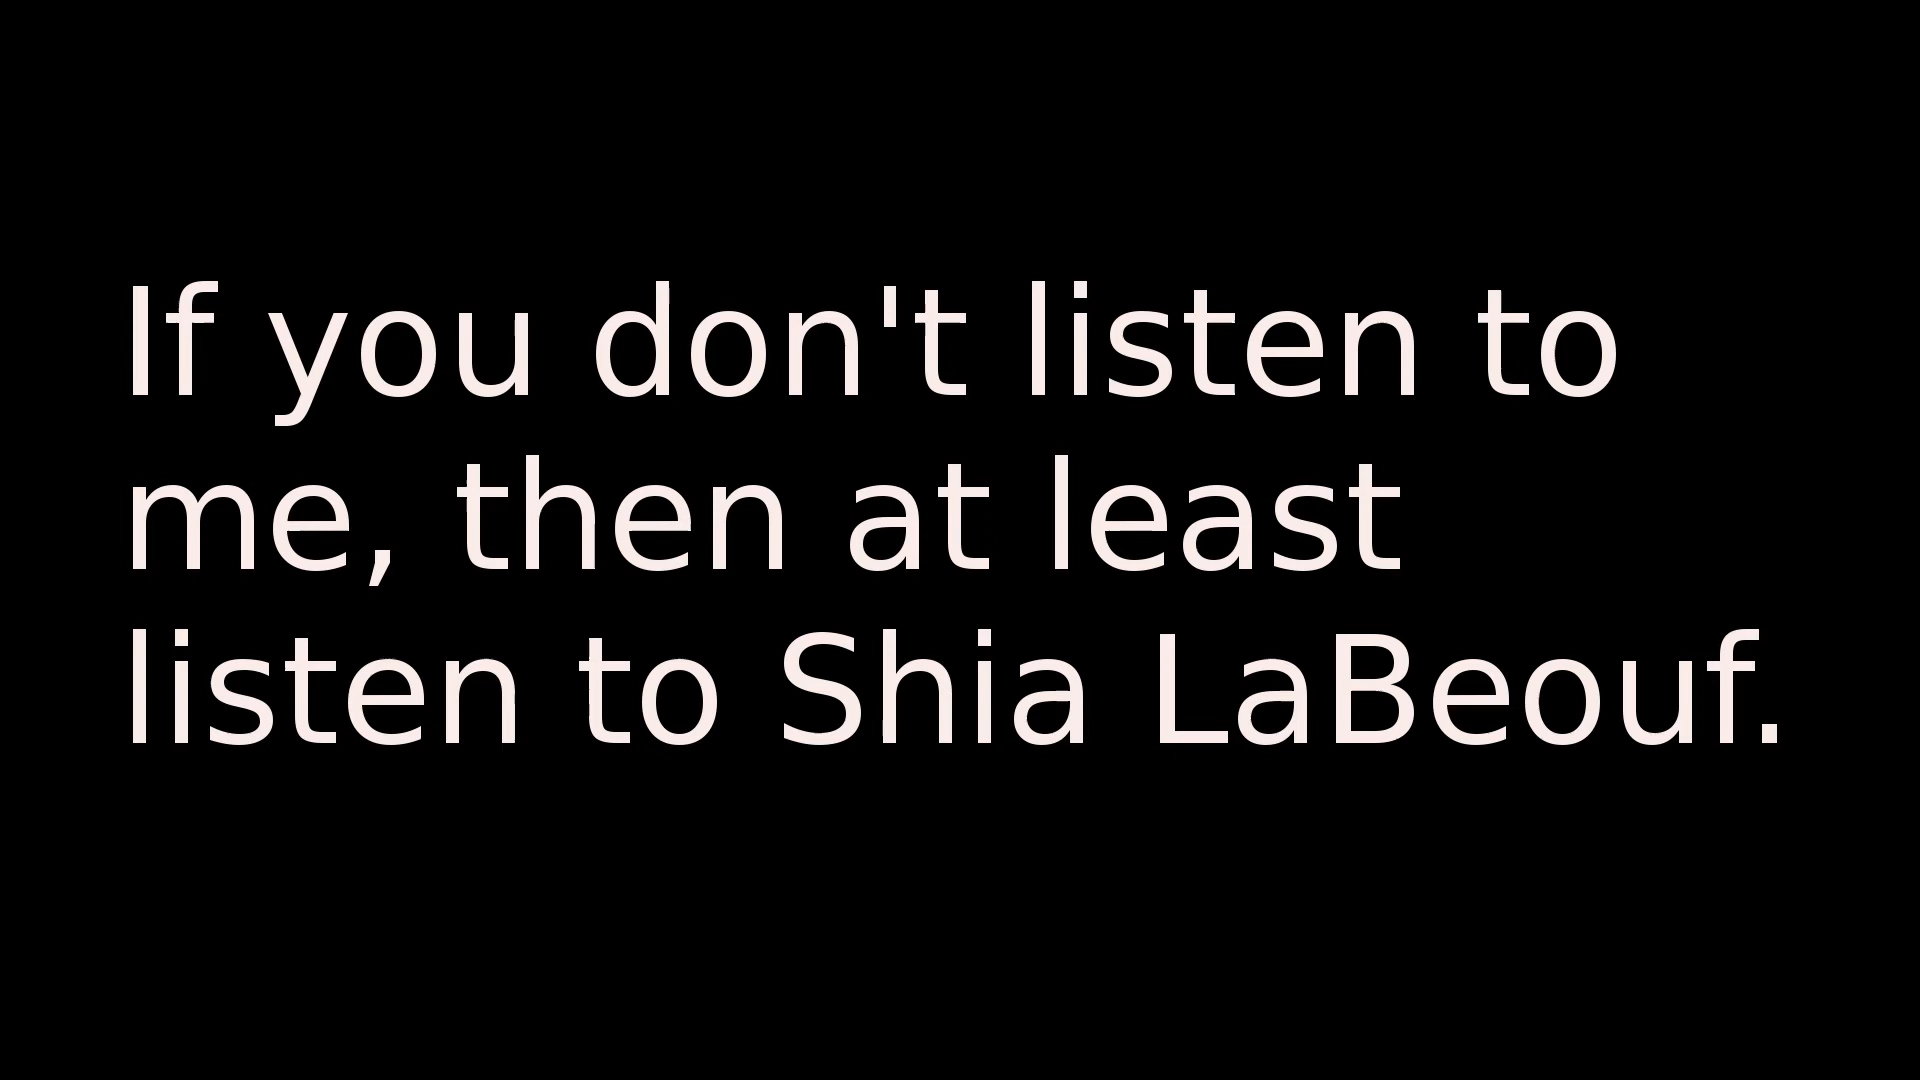 If you don't listen to
me, then at least
listen to Shia LaBeouf.